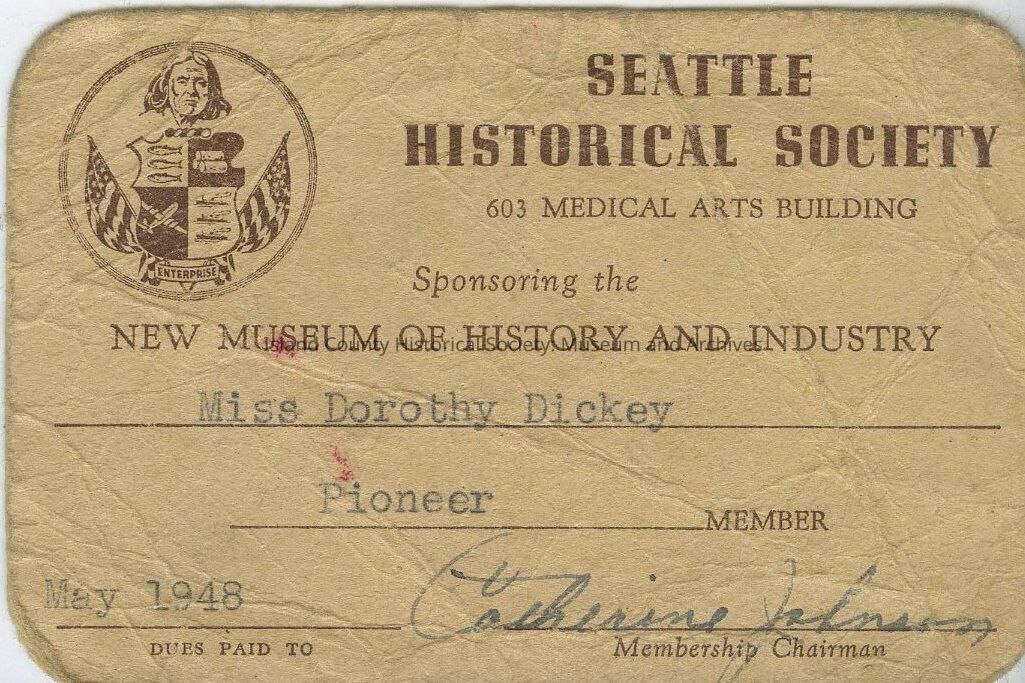 SEATTLE
HISTORICAL SOCIETY
603 MEDICAL ARTS BUILDING
ENTERPRISE
Sponsoring the
NEW MUSEUM OF HISTORY AND INDUSTRY
Island County Historical Society: Museum and Archives
Miss Dorothy Dickey
Pioneer MEMBER
May 1948 Catherine Johnson
DUES PAID TO Membership Chairman